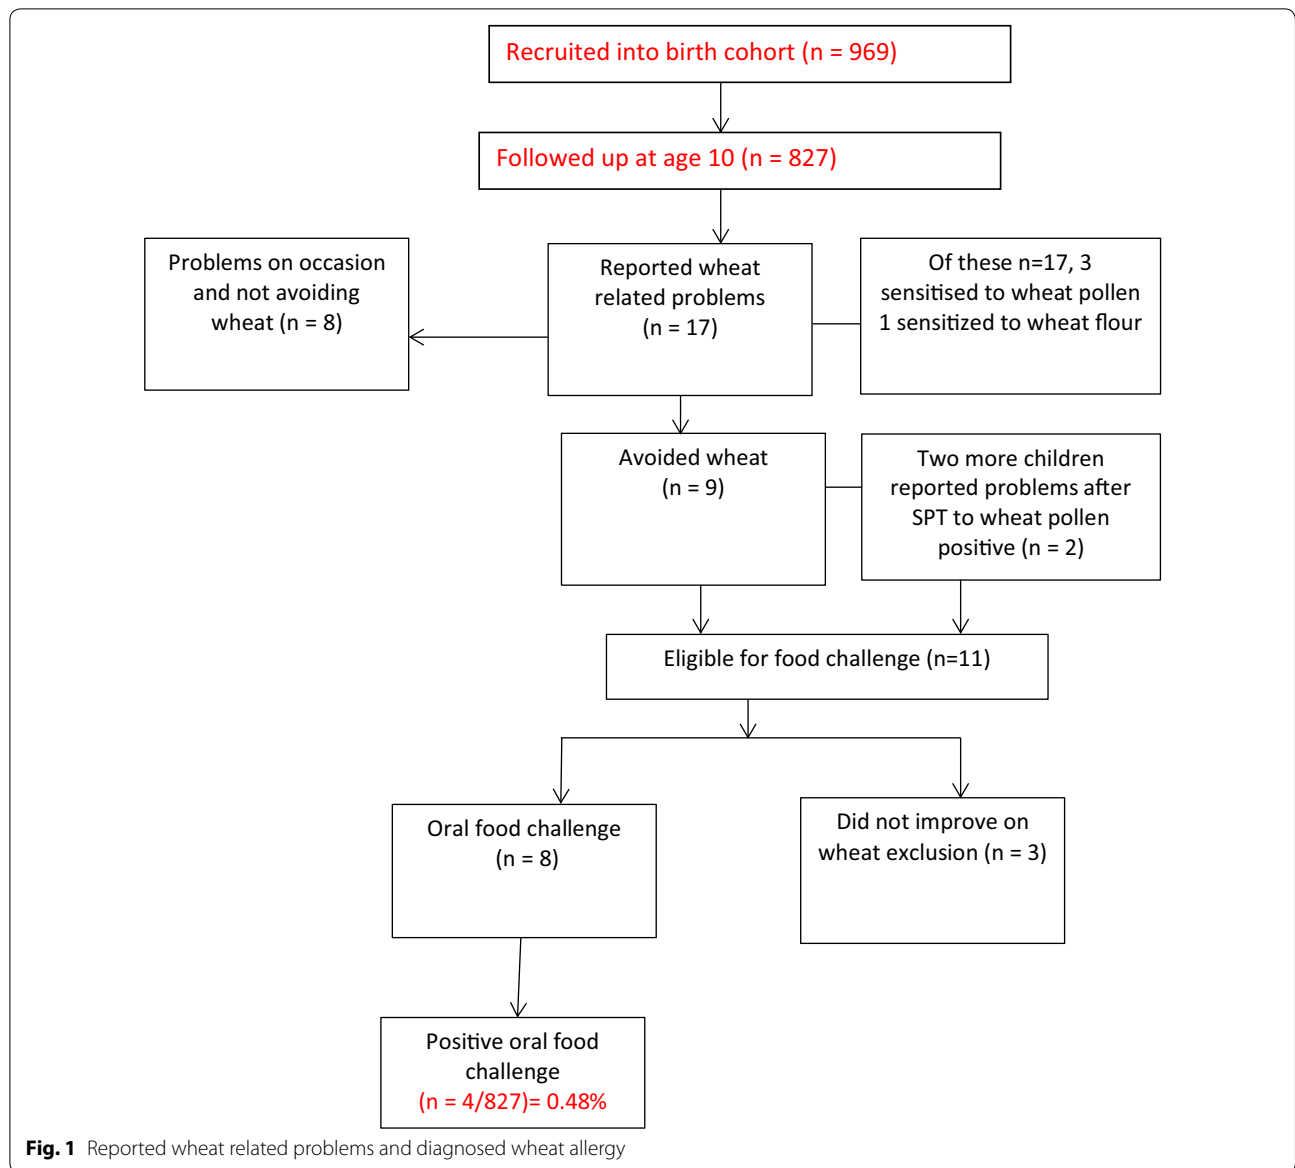 Recruited into birth cohort (n = 969)
Followed up at age 10 (n = 827)
Problems on occasion
and not avoiding
wheat (n = 8)
Reported wheat
related problems
(n = 17)
Of these n=17, 3
sensitised to wheat pollen
1 sensitized to wheat flour
Avoided wheat
(n = 9)
Two more children
reported problems after
SPT to wheat pollen
positive (n = 2)
Eligible for food challenge (n=11)
Oral food challenge
(n = 8)
Did not improve on
wheat exclusion (n = 3)
Positive oral food
challenge
(n = 4/827)= 0.48%
Fig. 1 Reported wheat related problems and diagnosed wheat allergy